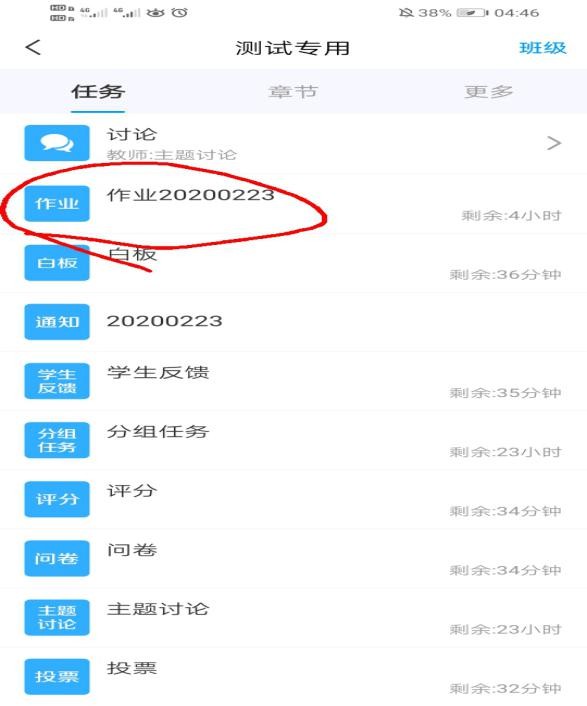 HD 4G 4G 38% 04:46
HD
测试专用 班级
任务 章节 更多
讨论
教师:主题讨论
作业 作业20200223
剩余:4小时
白板 白板
剩余:36分钟
通知 20200223
学生反馈 学生反馈
剩余:35分钟
分组任务 分组任务
剩余:23小时
评分 评分
剩余:34分钟
问卷 问卷
剩余:34分钟
主题讨论 主题讨论
剩余:23小时
投票 投票
剩余:32分钟